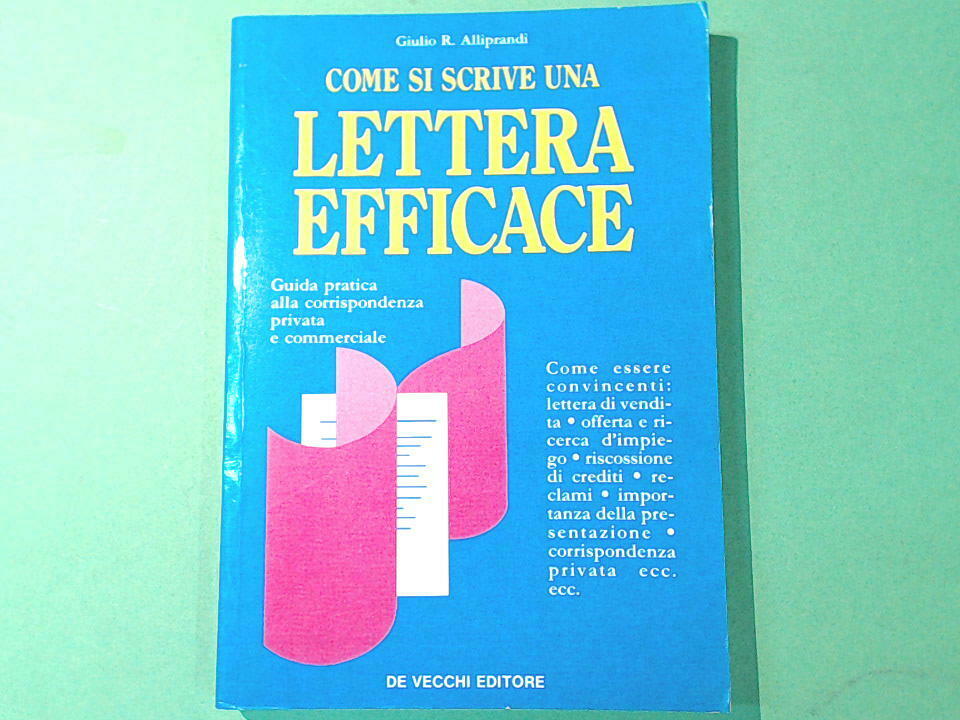 Giulio R. Alliprandi
COME SI SCRIVE UNA
LETTERA
EFFICACE
Guida pratica
alla corrispondenza
privata
e commerciale
Come essere
convincenti:
lettera di vendi-
ta • offerta e ri-
cerca d'impie-
go • riscossione
di crediti • re-
clami • impor-
tanza della pre-
sentazione •
corrispondenza
privata ecc.
ecc.
DE VECCHI EDITORE